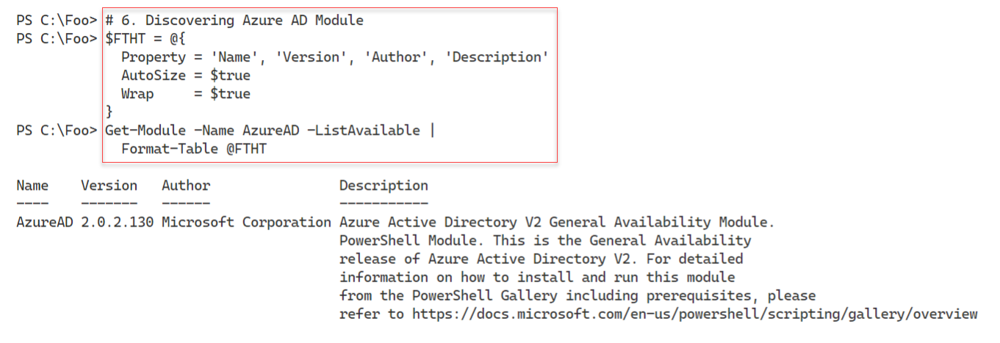 PS C:\Foo> # 6. Discovering Azure AD Module
PS C:\Foo> $FTHT = @{
             Property = 'Name', 'Version', 'Author', 'Description'
             AutoSize = $true
             Wrap     = $true
           }
PS C:\Foo> Get-Module -Name AzureAD -ListAvailable |
             Format-Table @FTHT
Name    Version   Author                Description
----    -------   ------                -----------
AzureAD 2.0.2.130 Microsoft Corporation Azure Active Directory V2 General Availability Module.
                                        PowerShell Module. This is the General Availability
                                        release of Azure Active Directory V2. For detailed
                                        information on how to install and run this module
                                        from the PowerShell Gallery including prerequisites, please
                                        refer to https://docs.microsoft.com/en-us/powershell/scripting/gallery/overview